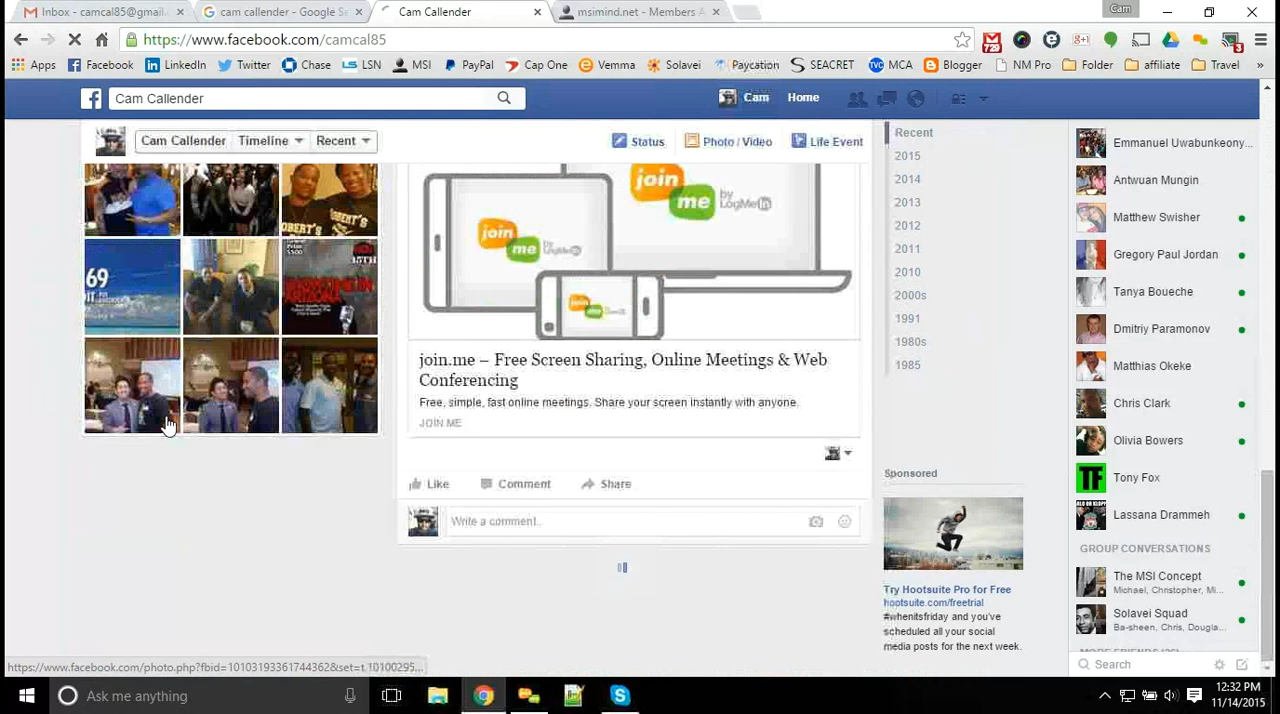 Inbox - camcal85@gmail.
cam callender - Google Se
Cam Callender
msimind.net - Members A
Cam
https://www.facebook.com/camcal85
729
3
Apps Facebook LinkedIn Twitter Chase LSN MSI PayPal Cap One Vemma Solavei Paycation SEACRET MCA Blogger NM Pro Folder affiliate Travel »
Cam Callender
Cam Home
Cam Callender Timeline Recent
Status Photo / Video Life Event
Recent
2015
2014
2013
2012
2011
2010
2000s
1991
1980s
1985
69
join me by LogMeIn
join me
join me
join.me – Free Screen Sharing, Online Meetings & Web
Conferencing
Free, simple, fast online meetings. Share your screen instantly with anyone.
JOIN.ME
Like Comment Share
Write a comment..
Sponsored
Try Hootsuite Pro for Free
hootsuite.com/freetrial
#whenitsfriday and you've
scheduled all your social
media posts for the next week.
Emmanuel Uwabunkeony...
Antwuan Mungin
Matthew Swisher
Gregory Paul Jordan
Tanya Boueche
Dmitriy Paramonov
Matthias Okeke
Chris Clark
Olivia Bowers
TF
Tony Fox
Lassana Drammeh
GROUP CONVERSATIONS
The MSI Concept
Michael, Christopher, Mi...
Solavei Squad
Ba-sheen, Chris, Dougla...
Search
https://www.facebook.com/photo.php?fbid=10103193361744362&set=t.10100295...
Ask me anything
12:32 PM
11/14/2015